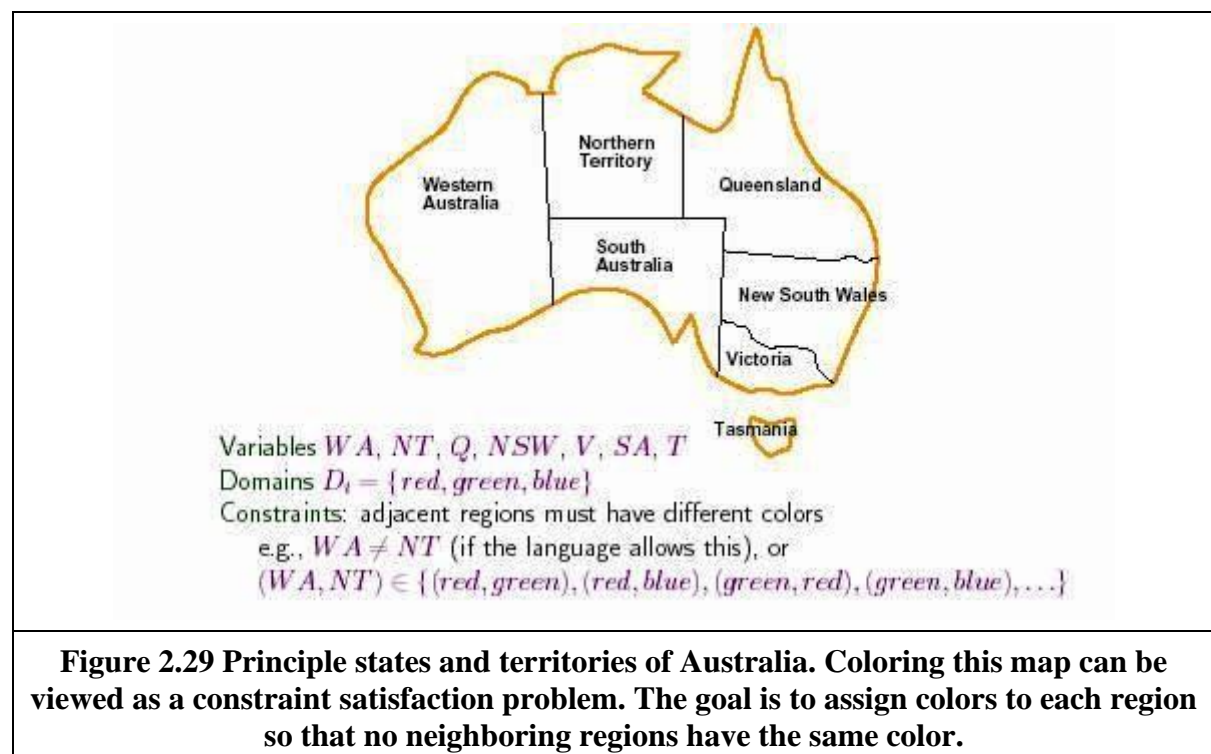 Northern
Territory
Western
Australia
Queensland
South
Australia
New South Wales
Victoria
Tasmania
Variables WA, NT, Q, NSW, V, SA, T
Domains Dᵢ = {red, green, blue}
Constraints: adjacent regions must have different colors
e.g., WA ≠ NT (if the language allows this), or
(WA, NT) ∈ {(red, green), (red, blue), (green, red), (green, blue), ...}
Figure 2.29 Principle states and territories of Australia. Coloring this map can be
viewed as a constraint satisfaction problem. The goal is to assign colors to each region
so that no neighboring regions have the same color.